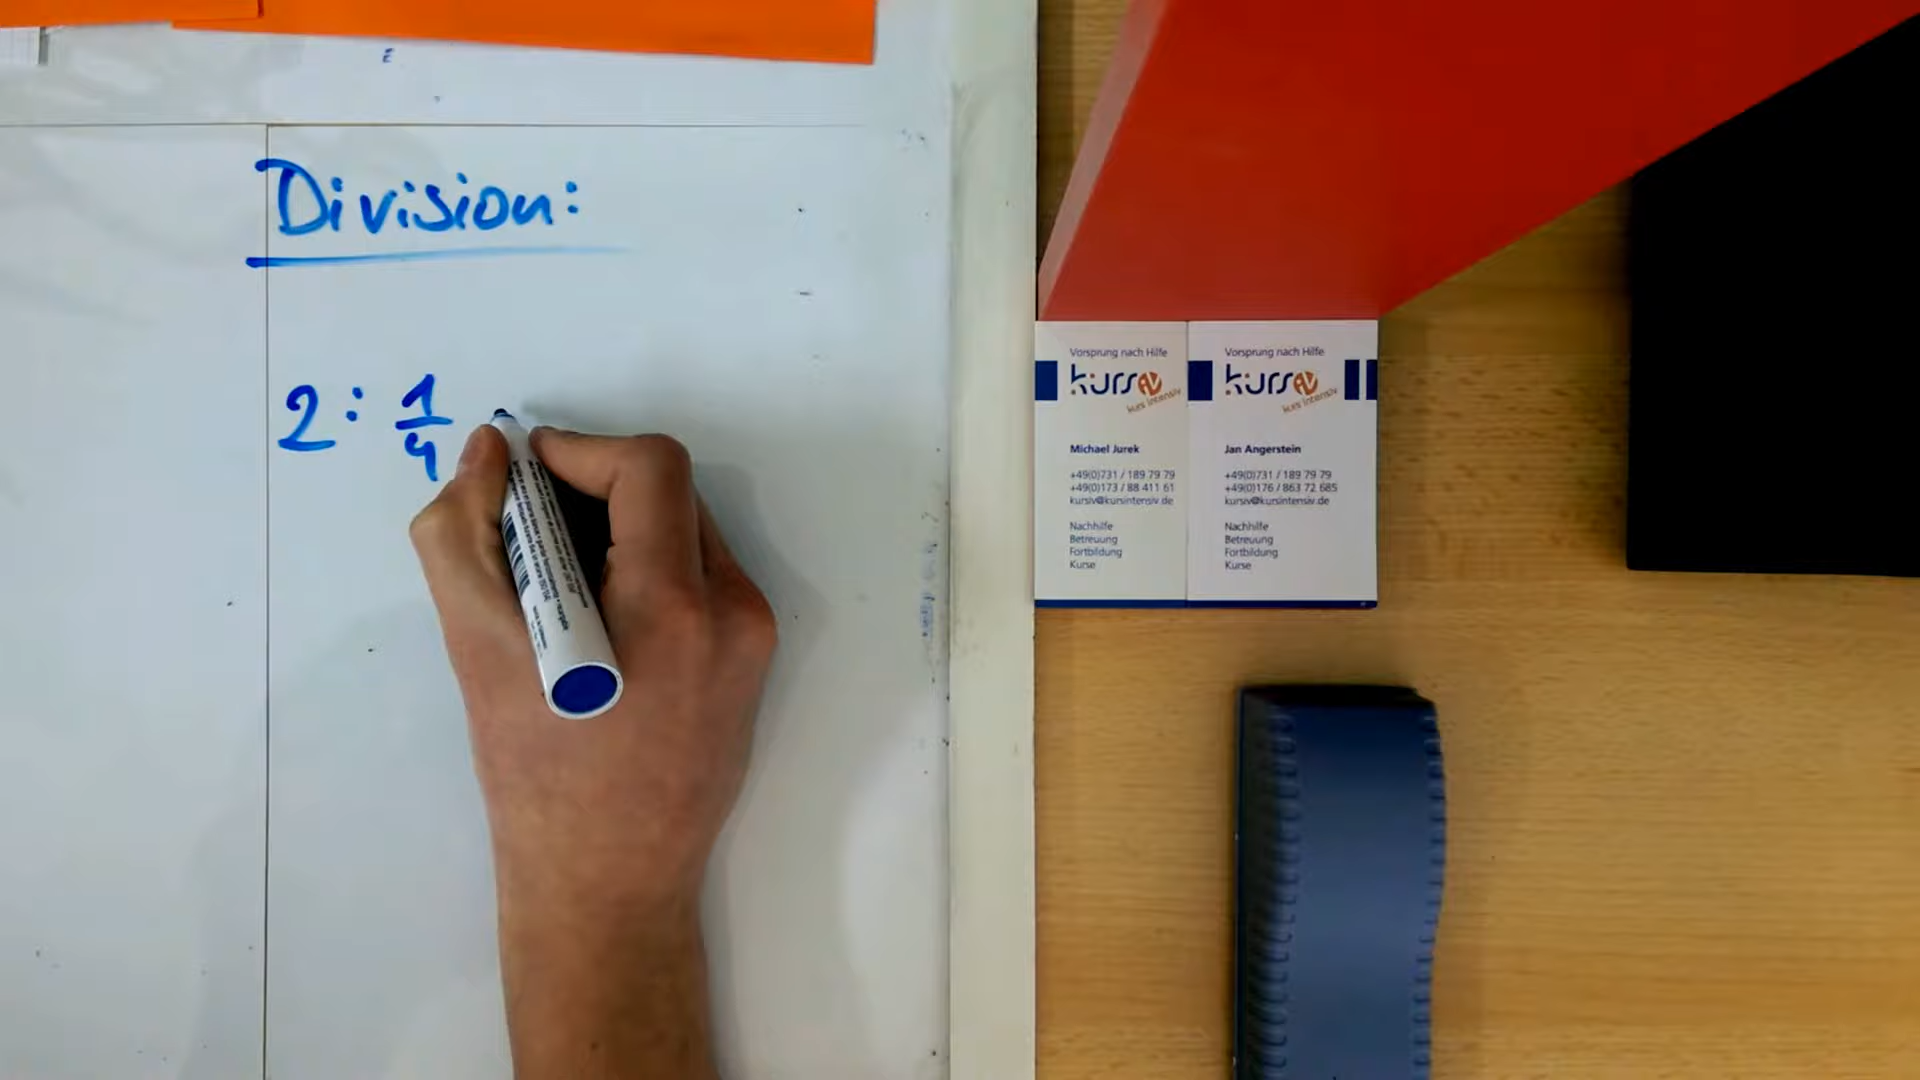 Division:
2 : 1/4
Vorsprung nach Hilfe
kursiv
kurs intensiv
Michael Jurek
+49(0)731 / 189 79 79
+49(0)173 / 88 411 61
kursiv@kursintensiv.de
Nachhilfe
Betreuung
Fortbildung
Kurse
Vorsprung nach Hilfe
kursiv
kurs intensiv
Jan Angerstein
+49(0)731 / 189 79 79
+49(0)176 / 863 72 685
kursiv@kursintensiv.de
Nachhilfe
Betreuung
Fortbildung
Kurse